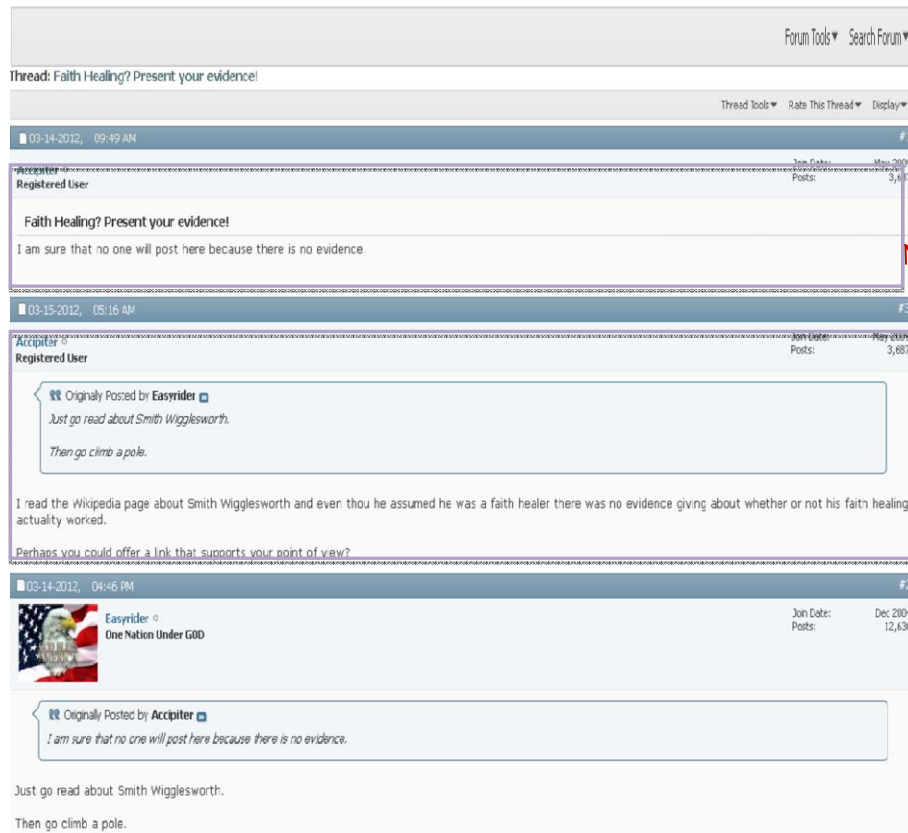 Forum Tools Search Forum
Thread: Faith Healing? Present your evidence!
Thread Tools Rate This Thread Display
03-14-2012, 09:49 AM
Accipiter Join Date: May
Registered User Posts:
Faith Healing? Present your evidence!
I am sure that no one will post here because there is no evidence.
03-15-2012, 05:16 AM #3
Accipiter Join Date: May
Registered User Posts: 3,687
Originally Posted by Easyrider
Just go read about Smith Wigglesworth.
Then go climb a pole.
I read the Wikipedia page about Smith Wigglesworth and even thou he assumed he was a faith healer there was no evidence giving about whether or not his faith healing
actuality worked.
Perhaps you could offer a link that supports your point of view?
03-14-2012, 04:46 PM
Easyrider Join Date: Dec
One Nation Under GOD Posts:
GOD BLESS
AMERICA
Originally Posted by Accipiter
I am sure that no one will post here because there is no evidence.
Just go read about Smith Wigglesworth.
Then go climb a pole.